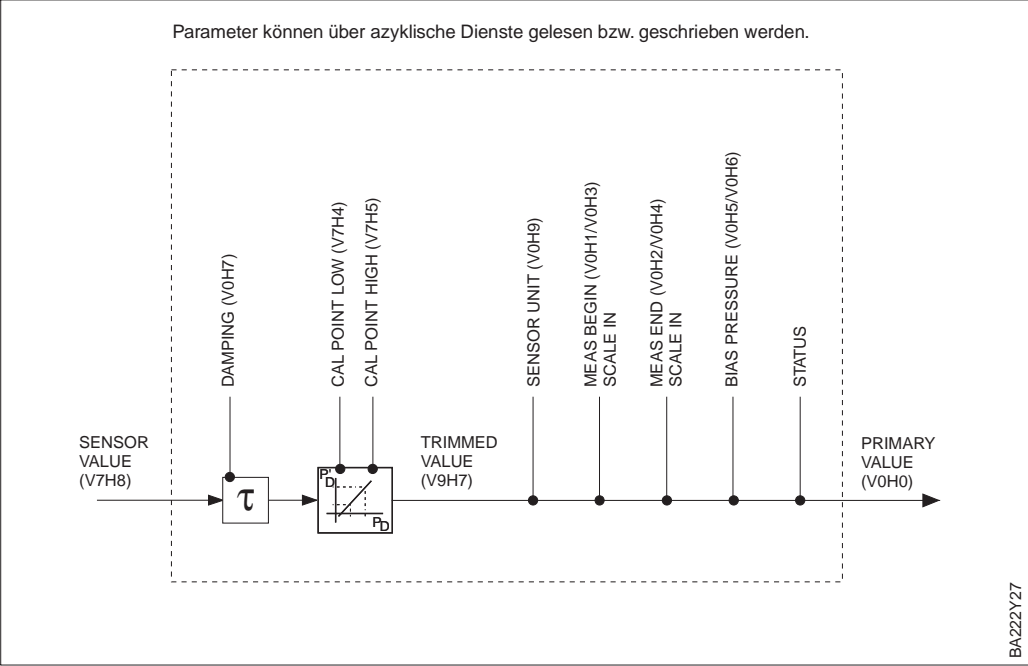 Parameter können über azyklische Dienste gelesen bzw. geschrieben werden.
DAMPING (V0H7)
CAL POINT LOW (V7H4)
CAL POINT HIGH (V7H5)
SENSOR UNIT (V0H9)
MEAS BEGIN (V0H1/V0H3)
SCALE IN
MEAS END (V0H2/V0H4)
SCALE IN
BIAS PRESSURE (V0H5/V0H6)
STATUS
SENSOR
VALUE
(V7H8)
τ
P'D
PD
TRIMMED
VALUE
(V9H7)
PRIMARY
VALUE
(V0H0)
BA222Y27